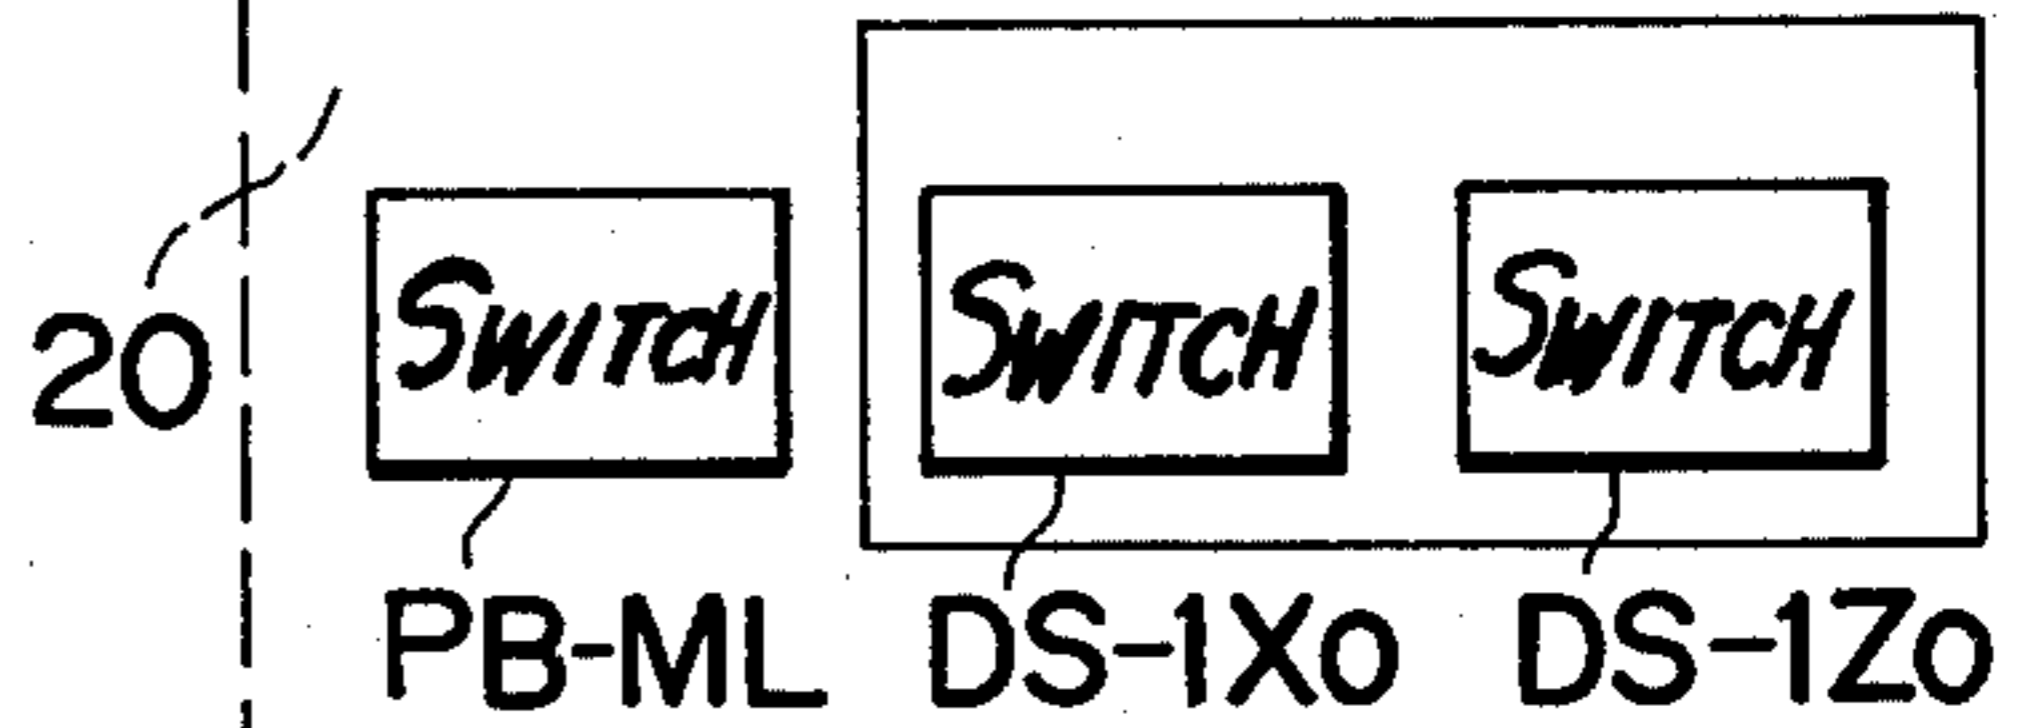 SWITCH SWITCH SWITCH
20
PB-ML DS-1Xo DS-1Zo